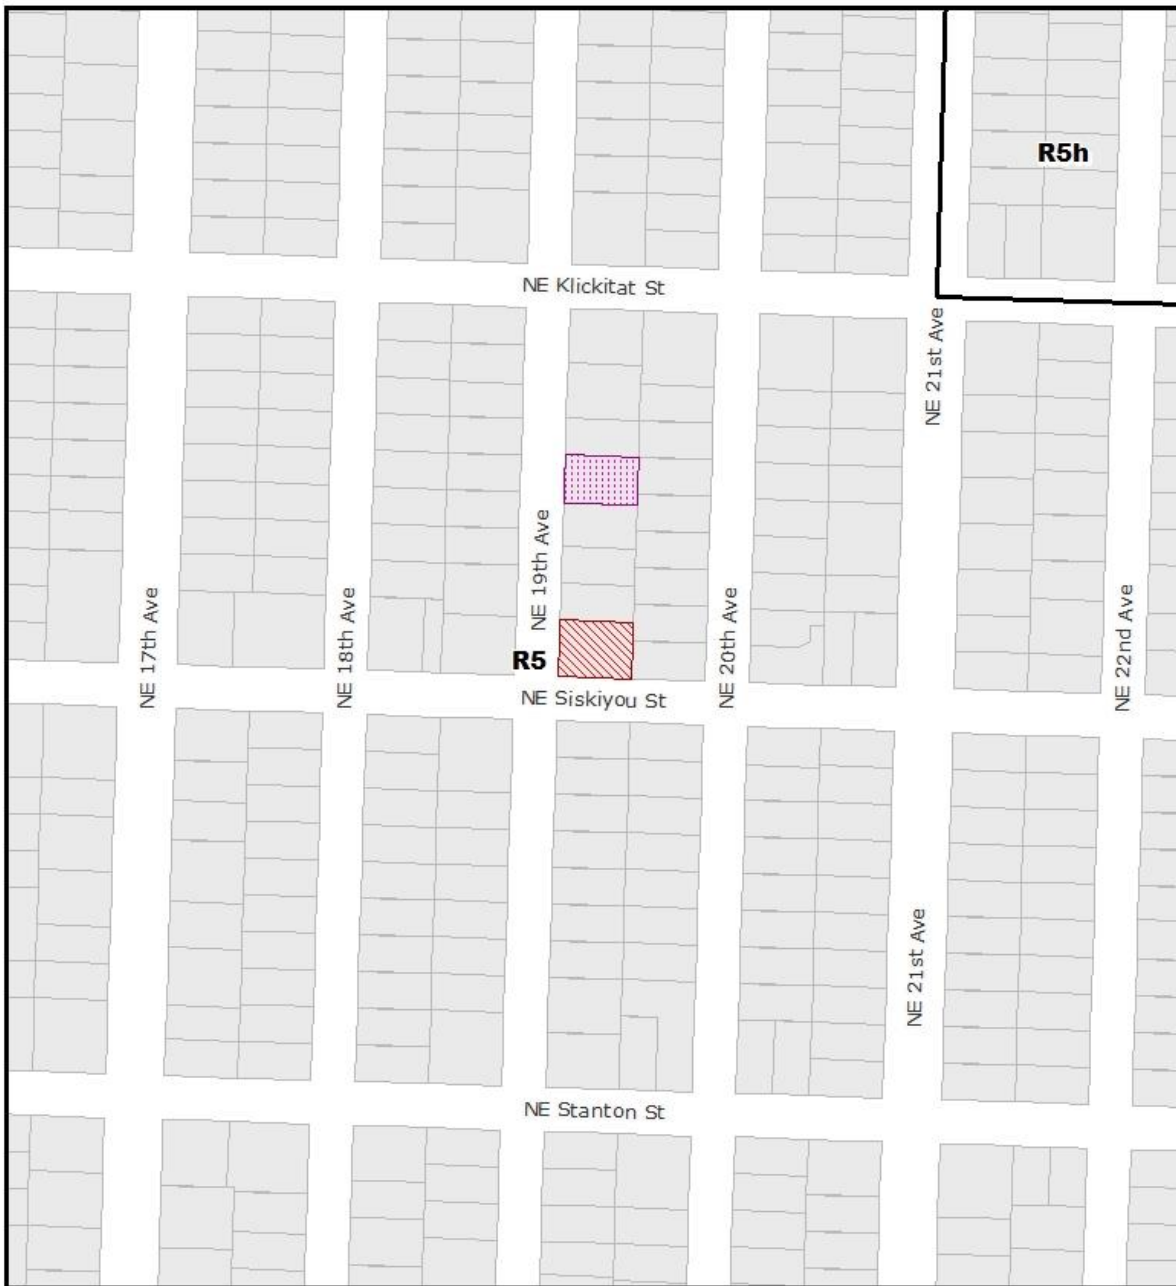 R5h
NE Klickitat St
NE 21st Ave
NE 19th Ave
NE 17th Ave
NE 18th Ave
NE 20th Ave
NE 22nd Ave
R5
NE Siskiyou St
NE 21st Ave
NE Stanton St